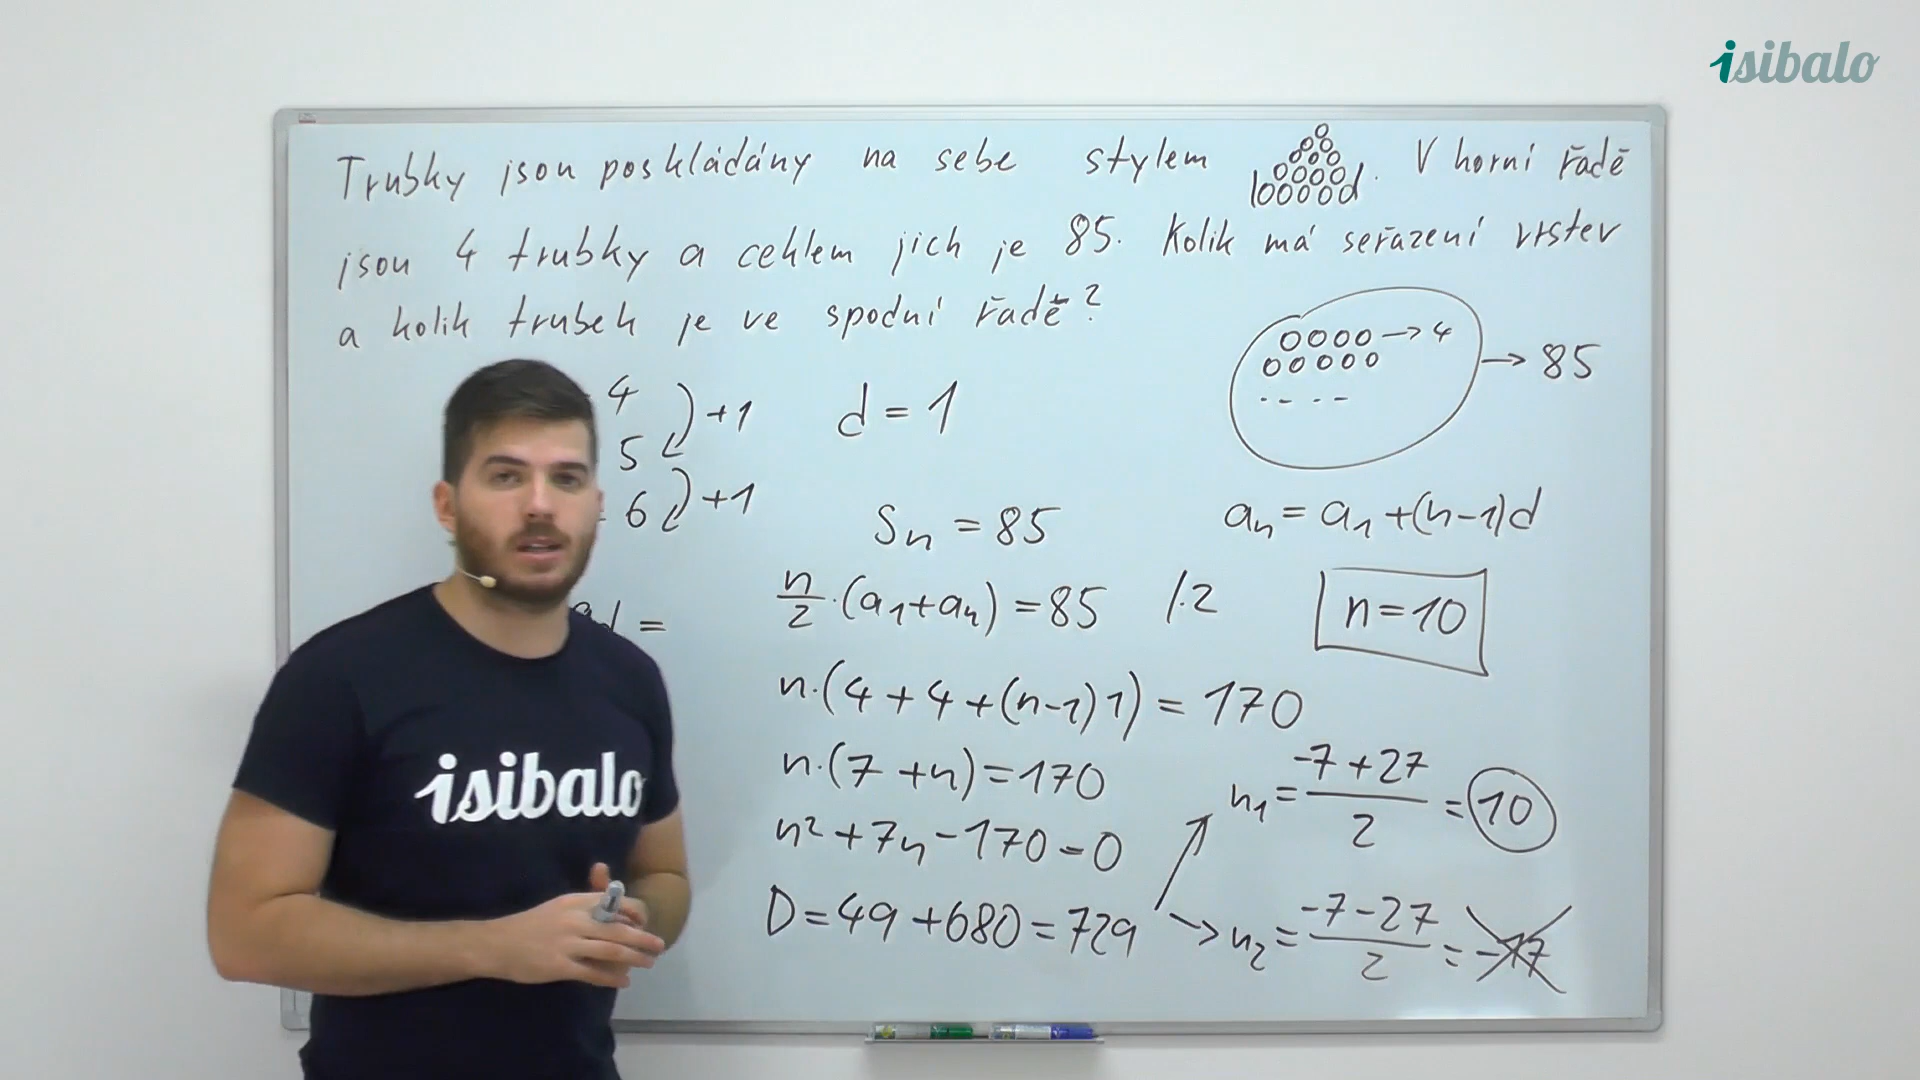 isibalo
Trubky jsou poskládány na sebe stylem . V horní řadě
jsou 4 trubky a celkem jich je 85. Kolik má seřazení vrstev
a kolik trubek je ve spodní řadě?
→ 4
→ 85
4
+1
5
+1
6
d = 1
Sn = 85
an = a1 + (n-1)d
n/2 · (a1+an) = 85 /·2
n = 10
=
n·(4 + 4 + (n-1)1) = 170
n·(7 + n) = 170
n² + 7n - 170 = 0
D = 49 + 680 = 729
n1 = (-7 + 27)/2 = 10
n2 = (-7 - 27)/2 = -17
isibalo